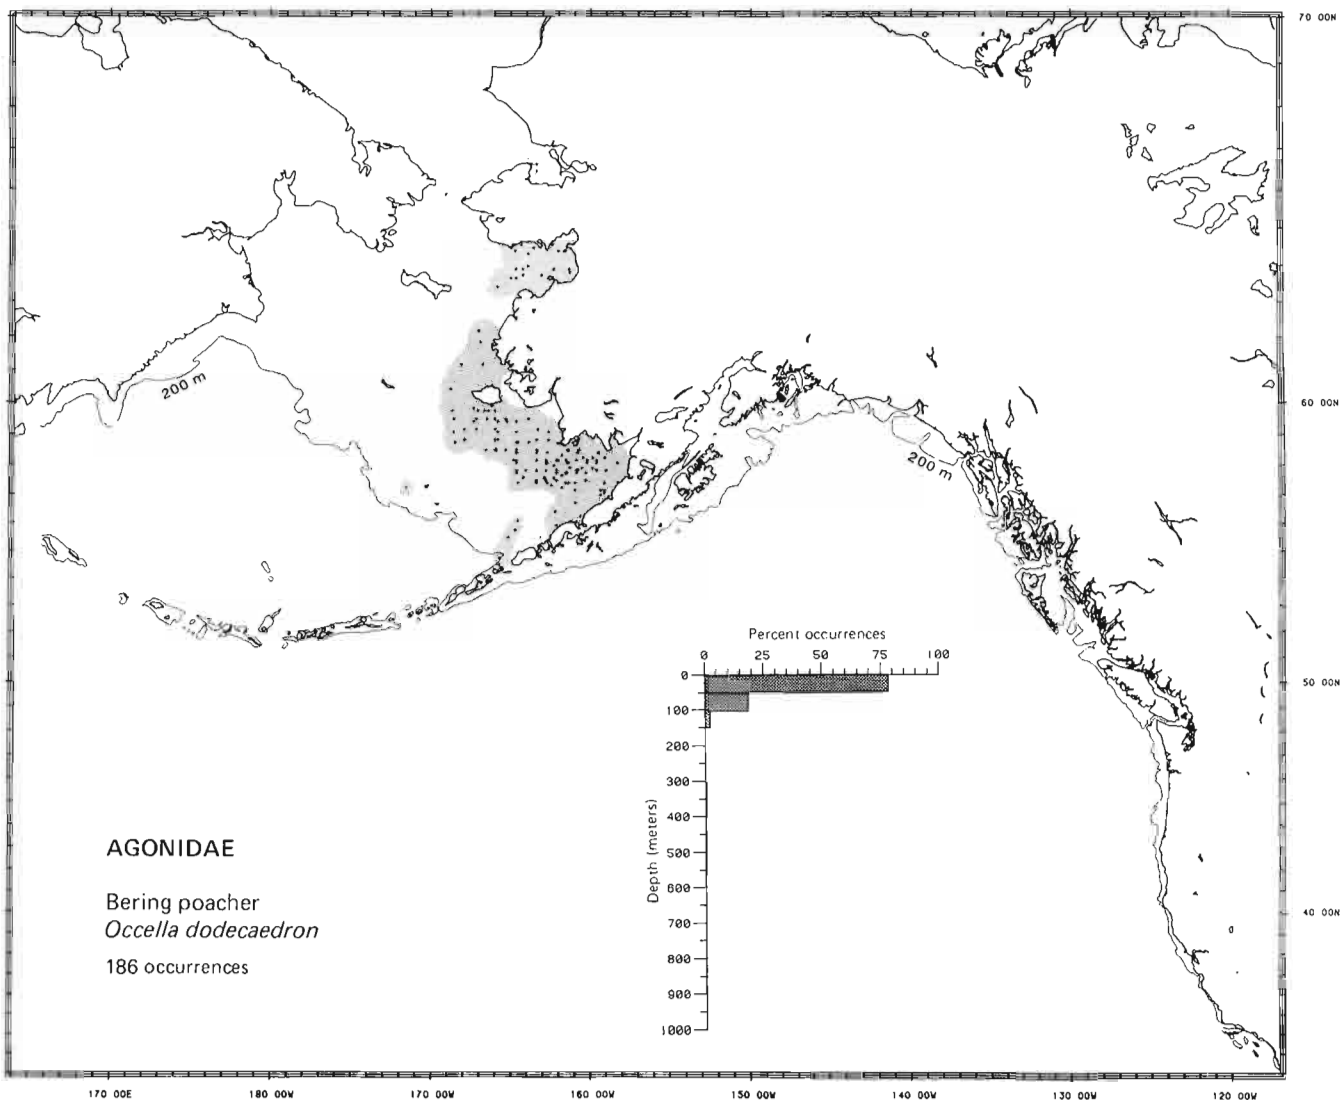 70 00N
200 m
60 00N
200 m
Percent occurrences
0 25 50 75 100
50 00N
0
100
200
300
400
500
600
700
800
900
1000
Depth (meters)
AGONIDAE
Bering poacher
Occella dodecaedron
186 occurrences
40 00N
170 00E 180 00W 170 00W 160 00W 150 00W 140 00W 130 00W 120 00W